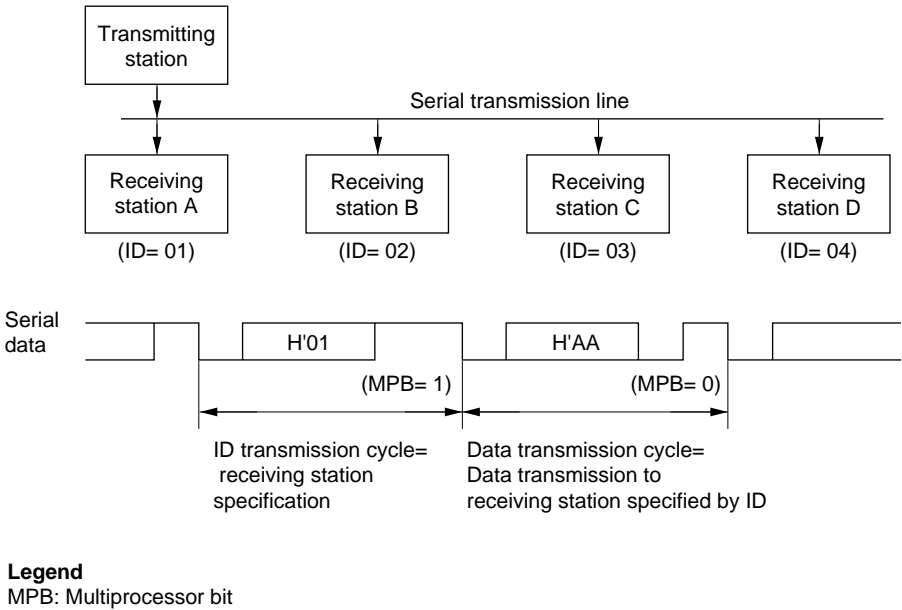 Transmitting
station
Serial transmission line
Receiving
station A
Receiving
station B
Receiving
station C
Receiving
station D
(ID= 01)
(ID= 02)
(ID= 03)
(ID= 04)
Serial
data
H'01
H'AA
(MPB= 1)
(MPB= 0)
ID transmission cycle=
receiving station
specification
Data transmission cycle=
Data transmission to
receiving station specified by ID
Legend
MPB: Multiprocessor bit